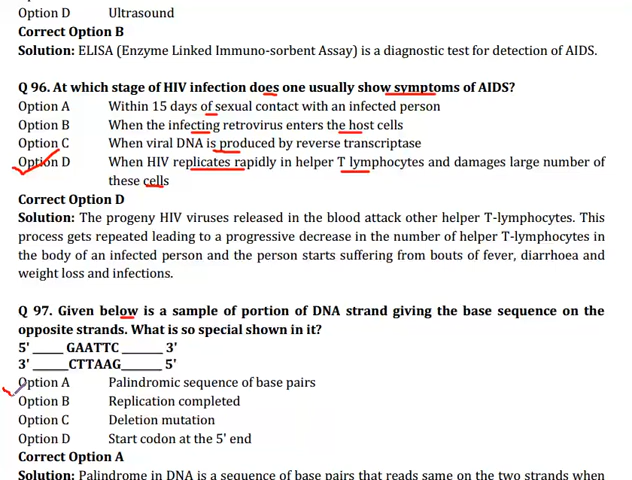 Option D Ultrasound
Correct Option B
Solution: ELISA (Enzyme Linked Immuno-sorbent Assay) is a diagnostic test for detection of AIDS.
Q 96. At which stage of HIV infection does one usually show symptoms of AIDS?
Option A Within 15 days of sexual contact with an infected person
Option B When the infecting retrovirus enters the host cells
Option C When viral DNA is produced by reverse transcriptase
Option D When HIV replicates rapidly in helper T lymphocytes and damages large number of
these cells
Correct Option D
Solution: The progeny HIV viruses released in the blood attack other helper T-lymphocytes. This
process gets repeated leading to a progressive decrease in the number of helper T-lymphocytes in
the body of an infected person and the person starts suffering from bouts of fever, diarrhoea and
weight loss and infections.
Q 97. Given below is a sample of portion of DNA strand giving the base sequence on the
opposite strands. What is so special shown in it?
5' _____ GAATTC ______ 3'
3' ______CTTAAG______ 5'
Option A Palindromic sequence of base pairs
Option B Replication completed
Option C Deletion mutation
Option D Start codon at the 5' end
Correct Option A
Solution: Palindrome in DNA is a sequence of base pairs that reads same on the two strands when